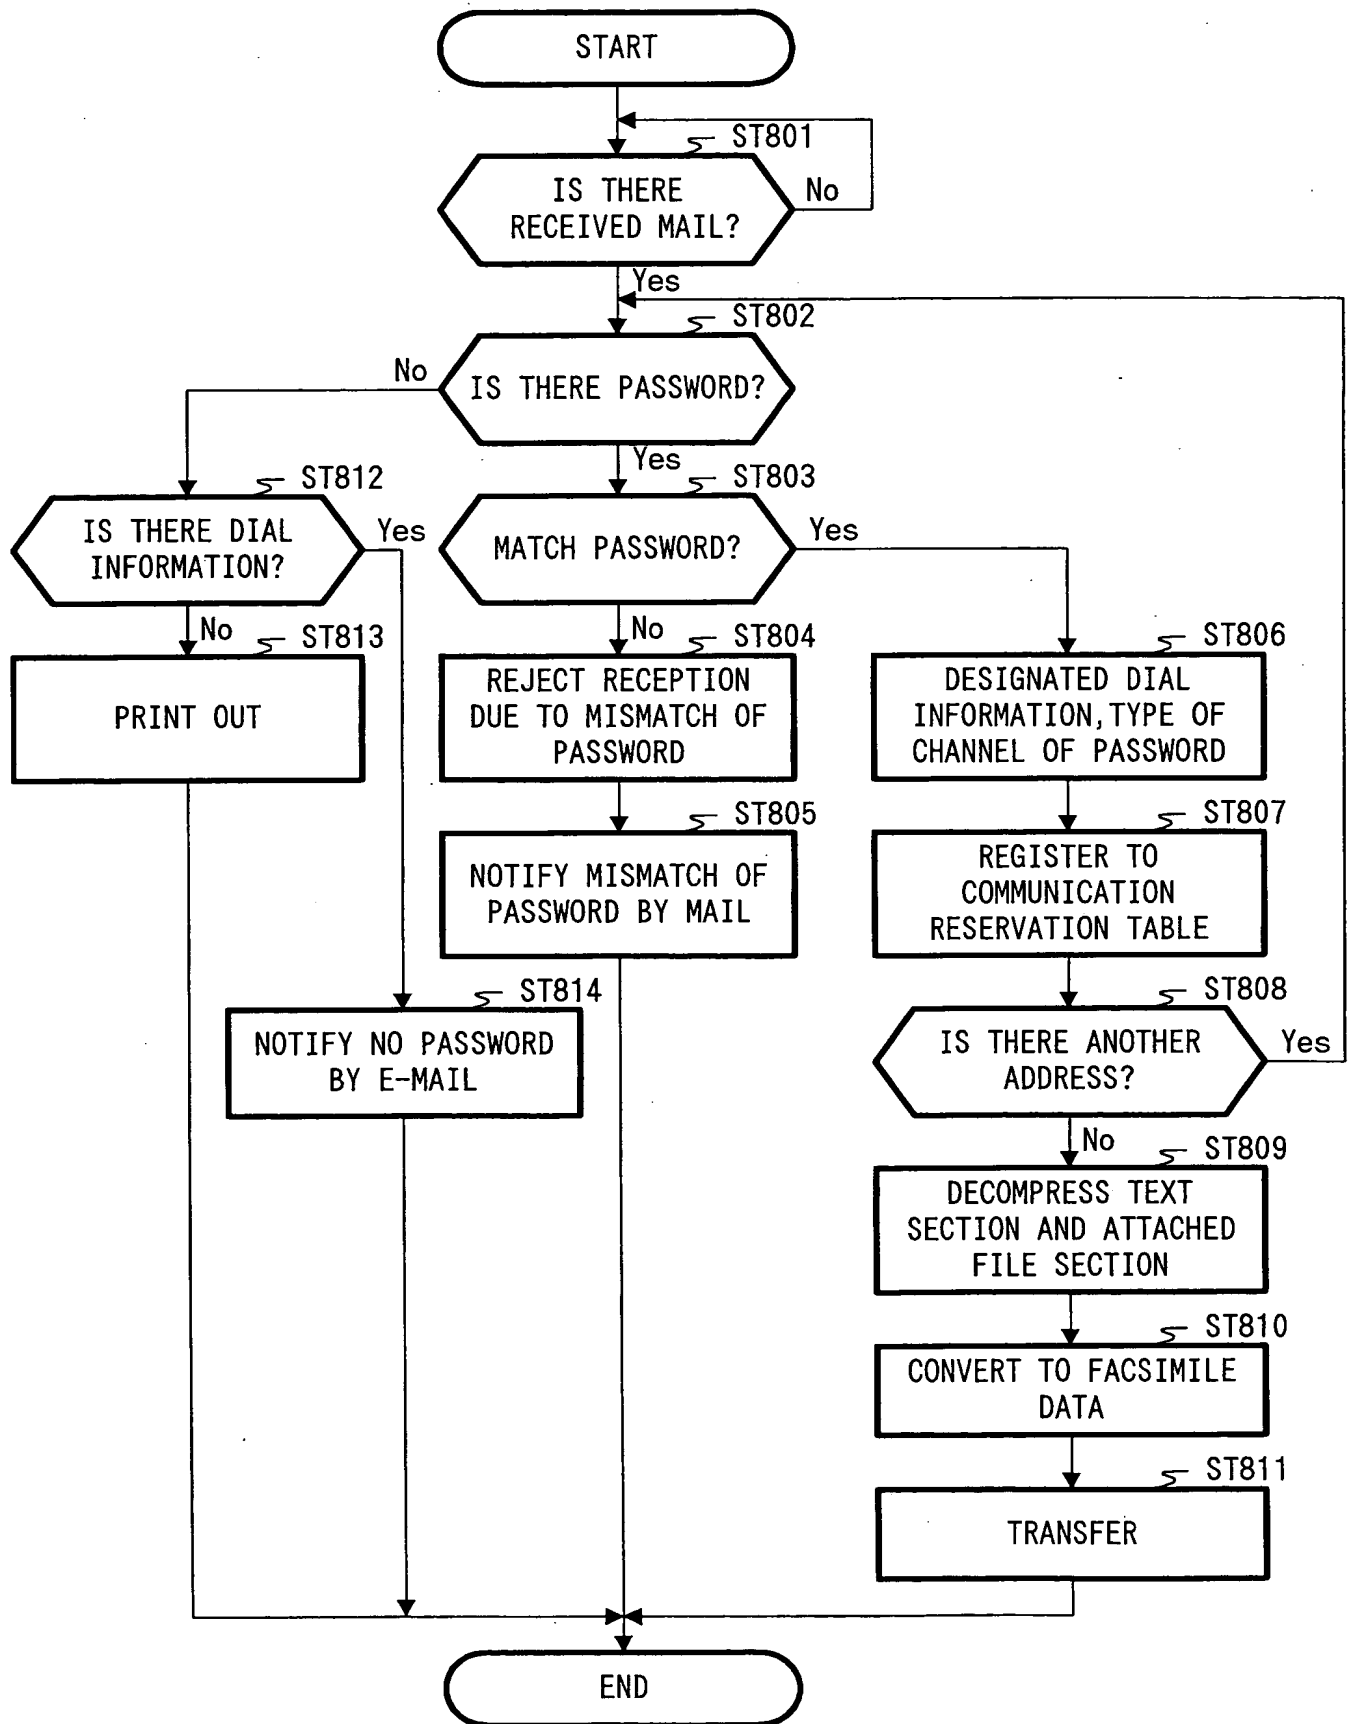 START
ST801
IS THERE
RECEIVED MAIL?
No
Yes
ST802
IS THERE PASSWORD?
No
Yes
ST812
IS THERE DIAL
INFORMATION?
Yes
No
ST803
MATCH PASSWORD?
Yes
No
ST813
PRINT OUT
ST804
REJECT RECEPTION
DUE TO MISMATCH OF
PASSWORD
ST806
DESIGNATED DIAL
INFORMATION,TYPE OF
CHANNEL OF PASSWORD
ST805
NOTIFY MISMATCH OF
PASSWORD BY MAIL
ST807
REGISTER TO
COMMUNICATION
RESERVATION TABLE
ST814
NOTIFY NO PASSWORD
BY E-MAIL
ST808
IS THERE ANOTHER
ADDRESS?
Yes
No
ST809
DECOMPRESS TEXT
SECTION AND ATTACHED
FILE SECTION
ST810
CONVERT TO FACSIMILE
DATA
ST811
TRANSFER
END